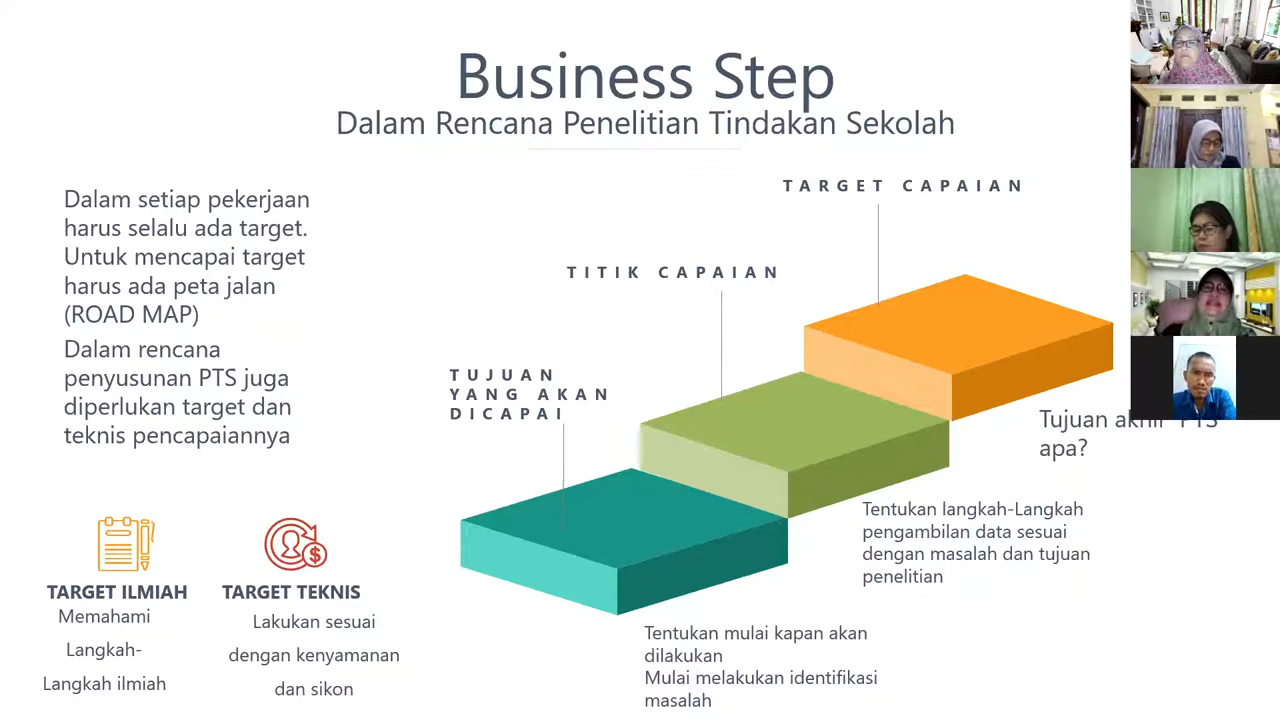 Business Step
Dalam Rencana Penelitian Tindakan Sekolah
Dalam setiap pekerjaan
harus selalu ada target.
Untuk mencapai target
harus ada peta jalan
(ROAD MAP)
Dalam rencana
penyusunan PTS juga
diperlukan target dan
teknis pencapaiannya
TARGET ILMIAH
Memahami
Langkah-
Langkah ilmiah
TARGET TEKNIS
Lakukan sesuai
dengan kenyamanan
dan sikon
TUJUAN
YANG AKAN
DICAPAI
TITIK CAPAIAN
TARGET CAPAIAN
Tentukan mulai kapan akan
dilakukan
Mulai melakukan identifikasi
masalah
Tentukan langkah-Langkah
pengambilan data sesuai
dengan masalah dan tujuan
penelitian
Tujuan akhir PTS
apa?
$